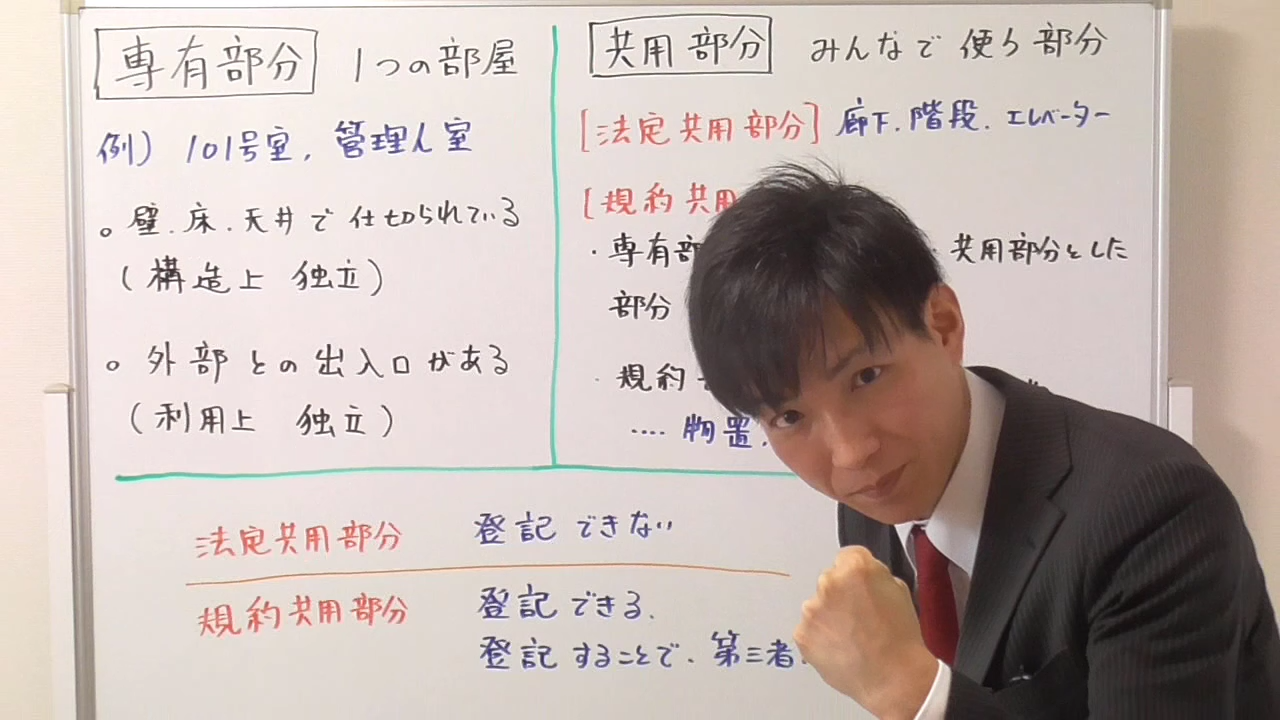 専有部分 1つの部屋
例) 101号室, 管理人室
。壁.床.天井で仕切られている
(構造上 独立)
。外部との出入口がある
(利用上 独立)
共用部分 みんなで使う部分
[法定共用部分] 廊下.階段.エレベーター
[規約共用
・専有部 共用部分とした
部分
・規約
‥‥物置.
法定共用部分 登記できない
規約共用部分 登記できる.
登記することで.第三者